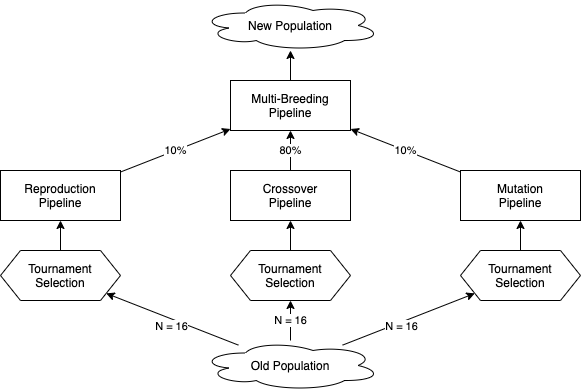 New Population
Multi-Breeding
Pipeline
10%
80%
10%
Reproduction
Pipeline
Crossover
Pipeline
Mutation
Pipeline
Tournament
Selection
Tournament
Selection
Tournament
Selection
N = 16
N = 16
N = 16
Old Population